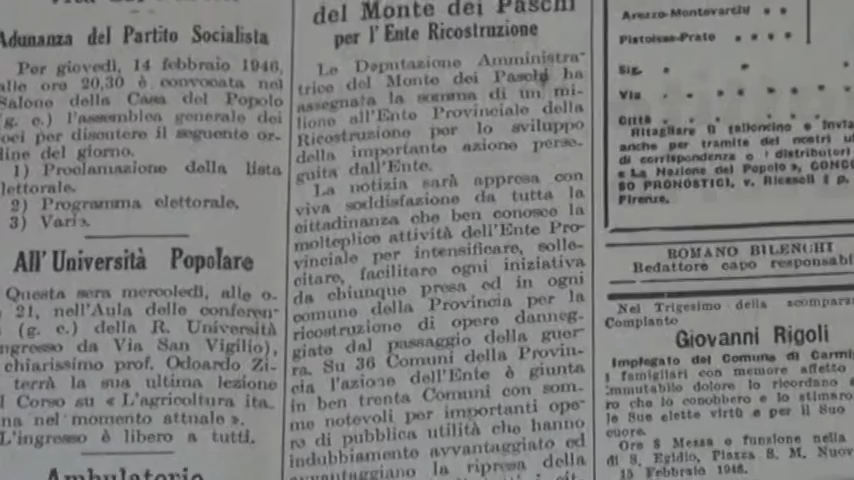 Adunanza del Partito Socialista
Per giovedì, 14 febbraio 1946,
alle ore 20,30 è convocata nel
Salone della Casa del Popolo
(g. c.) l'assemblea generale dei
soci per discutere il seguente or-
dine del giorno.
1) Proclamazione della lista
elettorale.
2) Programma elettorale.
3) Varie.
All'Università Popolare
Questa sera mercoledì, alle o-
21, nell'Aula delle conferen-
(g. c.) della R. Università
ingresso da Via San Vigilio),
chiarissimo prof. Odoardo Zi-
terrà la sua ultima lezione
Corso su « L'agricoltura ita-
na nel momento attuale ».
L'ingresso è libero a tutti.
Ambulatorio
del Monte dei Paschi
per l'Ente Ricostruzione
La Deputazione Amministra-
trice del Monte dei Paschi ha
assegnata la somma di un mi-
lione all'Ente Provinciale della
Ricostruzione per lo sviluppo
della importante azione perse-
guita dall'Ente.
La notizia sarà appresa con
viva soddisfazione da tutta la
cittadinanza che ben conosce la
molteplice attività dell'Ente Pro-
vinciale per intensificare, solle-
citare, facilitare ogni iniziativa
da chiunque presa ed in ogni
comune della Provincia per la
ricostruzione di opere danneg-
giate dal passaggio della guer-
ra. Su 36 Comuni della Provin-
cia l'azione dell'Ente è giunta
in ben trenta Comuni con som-
me notevoli per importanti ope-
re di pubblica utilità che hanno
indubbiamente avvantaggiato ed
avvantaggiano la ripresa della
Arezzo-Montevarchi
Pistoiese-Prato
Sig.
Via
Città
Ritagliare il talloncino e invia
anche per tramite dei nostri uf
di corrispondenza o i distributori
« La Nazione del Popolo », CONC
SO PRONOSTICI, v. Ricasoli 8 p.
Firenze.
ROMANO BILENCHI
Redattore capo responsabi
Nel Trigesimo della scomparsa
Compianto
Giovanni Rigoli
Impiegato del Comune di Carmi
i famigliari con memore affetto
immutabile dolore lo ricordano a
ro che lo conobbero e lo stimaro
le Sue elette virtù e per il Suo
cuore.
Ore 8 Messa e funzione nella
di S. Egidio, Piazza S. M. Nuov
15 Febbraio 1946.